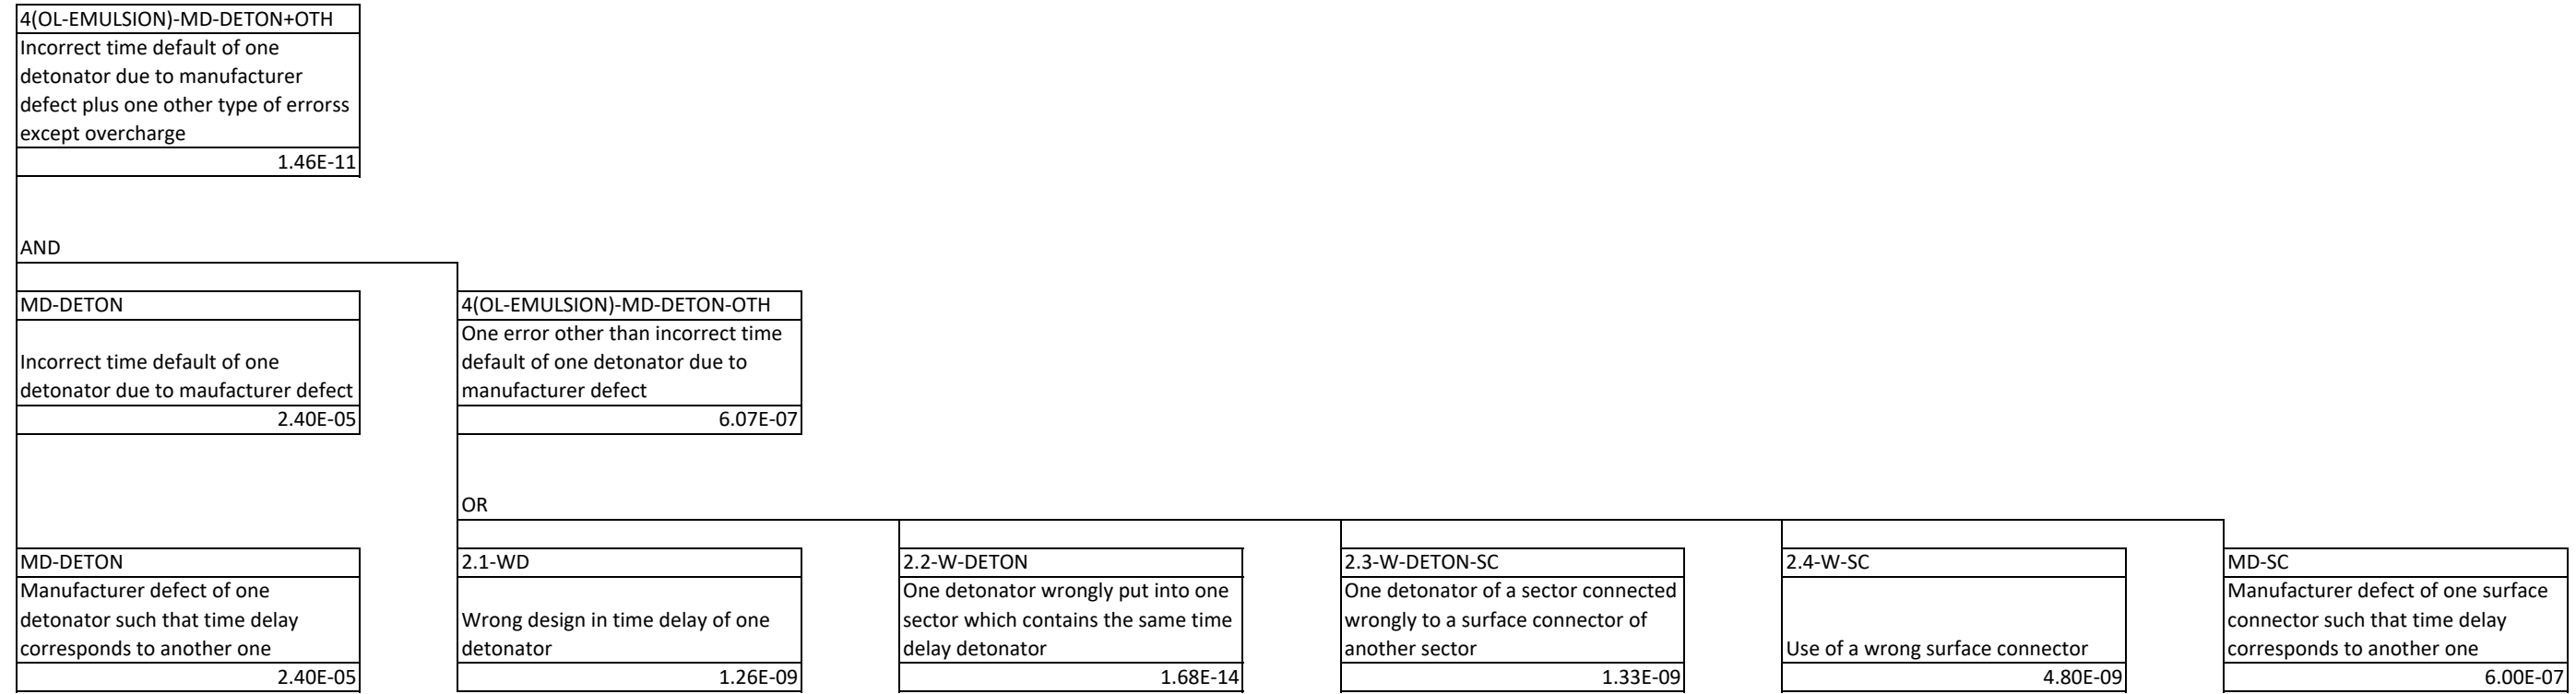 4(OL-EMULSION)-MD-DETON+OTH
Incorrect time default of one
detonator due to manufacturer
defect plus one other type of errorss
except overcharge
1.46E-11
AND
MD-DETON
Incorrect time default of one
detonator due to maufacturer defect
2.40E-05
4(OL-EMULSION)-MD-DETON-OTH
One error other than incorrect time
default of one detonator due to
manufacturer defect
6.07E-07
OR
MD-DETON
Manufacturer defect of one
detonator such that time delay
corresponds to another one
2.40E-05
2.1-WD
Wrong design in time delay of one
detonator
1.26E-09
2.2-W-DETON
One detonator wrongly put into one
sector which contains the same time
delay detonator
1.68E-14
2.3-W-DETON-SC
One detonator of a sector connected
wrongly to a surface connector of
another sector
1.33E-09
2.4-W-SC
Use of a wrong surface connector
4.80E-09
MD-SC
Manufacturer defect of one surface
connector such that time delay
corresponds to another one
6.00E-07